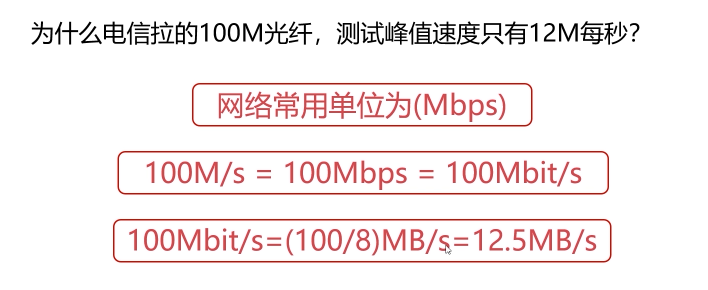 为什么电信拉的100M光纤，测试峰值速度只有12M每秒？
网络常用单位为(Mbps)
100M/s = 100Mbps = 100Mbit/s
100Mbit/s=(100/8)MB/s=12.5MB/s